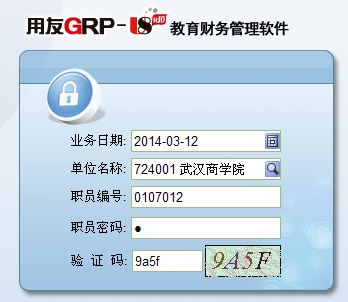 用友GRP-U8 R10 教育财务管理软件
业务日期: 2014-03-12
单位名称: 724001 武汉商学院
职员编号: 0107012
职员密码: ●
验 证 码: 9a5f 9A5F